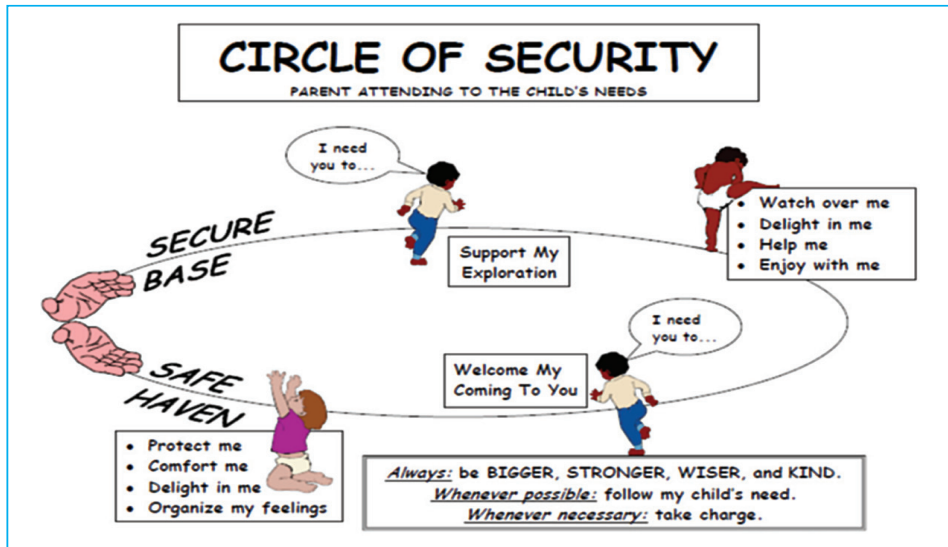 CIRCLE OF SECURITY
PARENT ATTENDING TO THE CHILD'S NEEDS
I need
you to...
SECURE
BASE
Support My
Exploration
• Watch over me
• Delight in me
• Help me
• Enjoy with me
I need
you to...
Welcome My
Coming To You
SAFE
HAVEN
• Protect me
• Comfort me
• Delight in me
• Organize my feelings
Always: be BIGGER, STRONGER, WISER, and KIND.
Whenever possible: follow my child's need.
Whenever necessary: take charge.